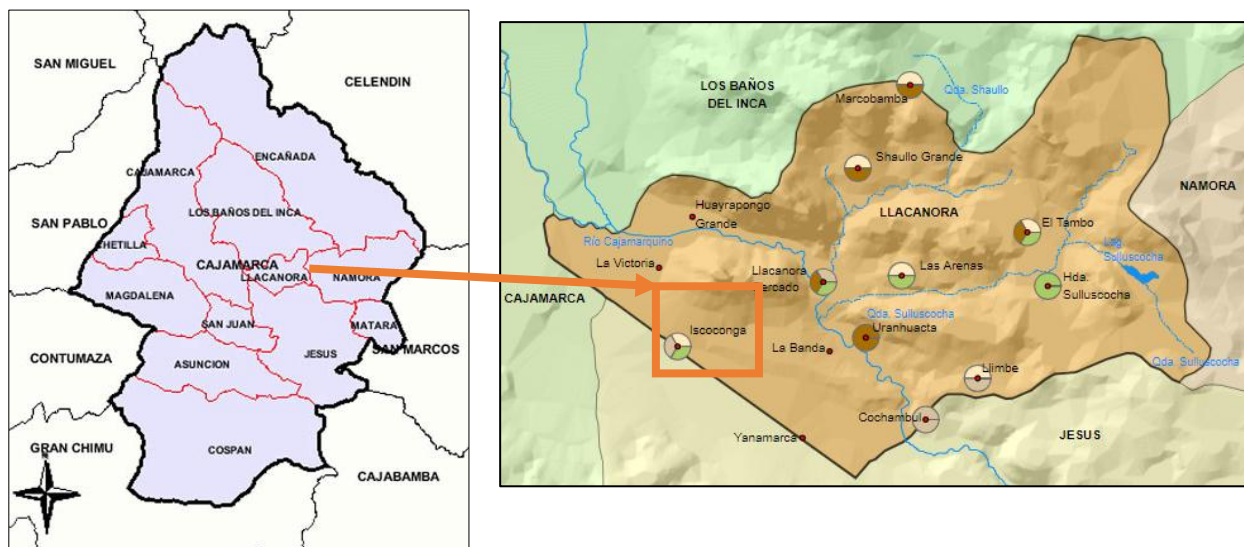 SAN MIGUEL
CELENDIN
ENCAÑADA
CAJAMARCA
LOS BAÑOS DEL INCA
SAN PABLO
CHETILLA
CAJAMARCA
LLACANORA
NAMORA
MAGDALENA
SAN JUAN
MATARA
SAN MARCOS
CONTUMAZA
ASUNCION
JESUS
GRAN CHIMU
COSPAN
CAJABAMBA
LOS BAÑOS
DEL INCA
Marcobamba
Qda. Shaullo
Shaullo Grande
NAMORA
Huayrapongo
Grande
LLACANORA
El Tambo
Río Cajamarquino
La Victoria
Llacanora
Mercado
Las Arenas
Lag.
Sulluscocha
Hda.
Sulluscocha
CAJAMARCA
Qda. Sulluscocha
Iscoconga
Uranhuacta
La Banda
Qda. Sulluscocha
Llimbe
Cochambul
Yanamarca
JESUS